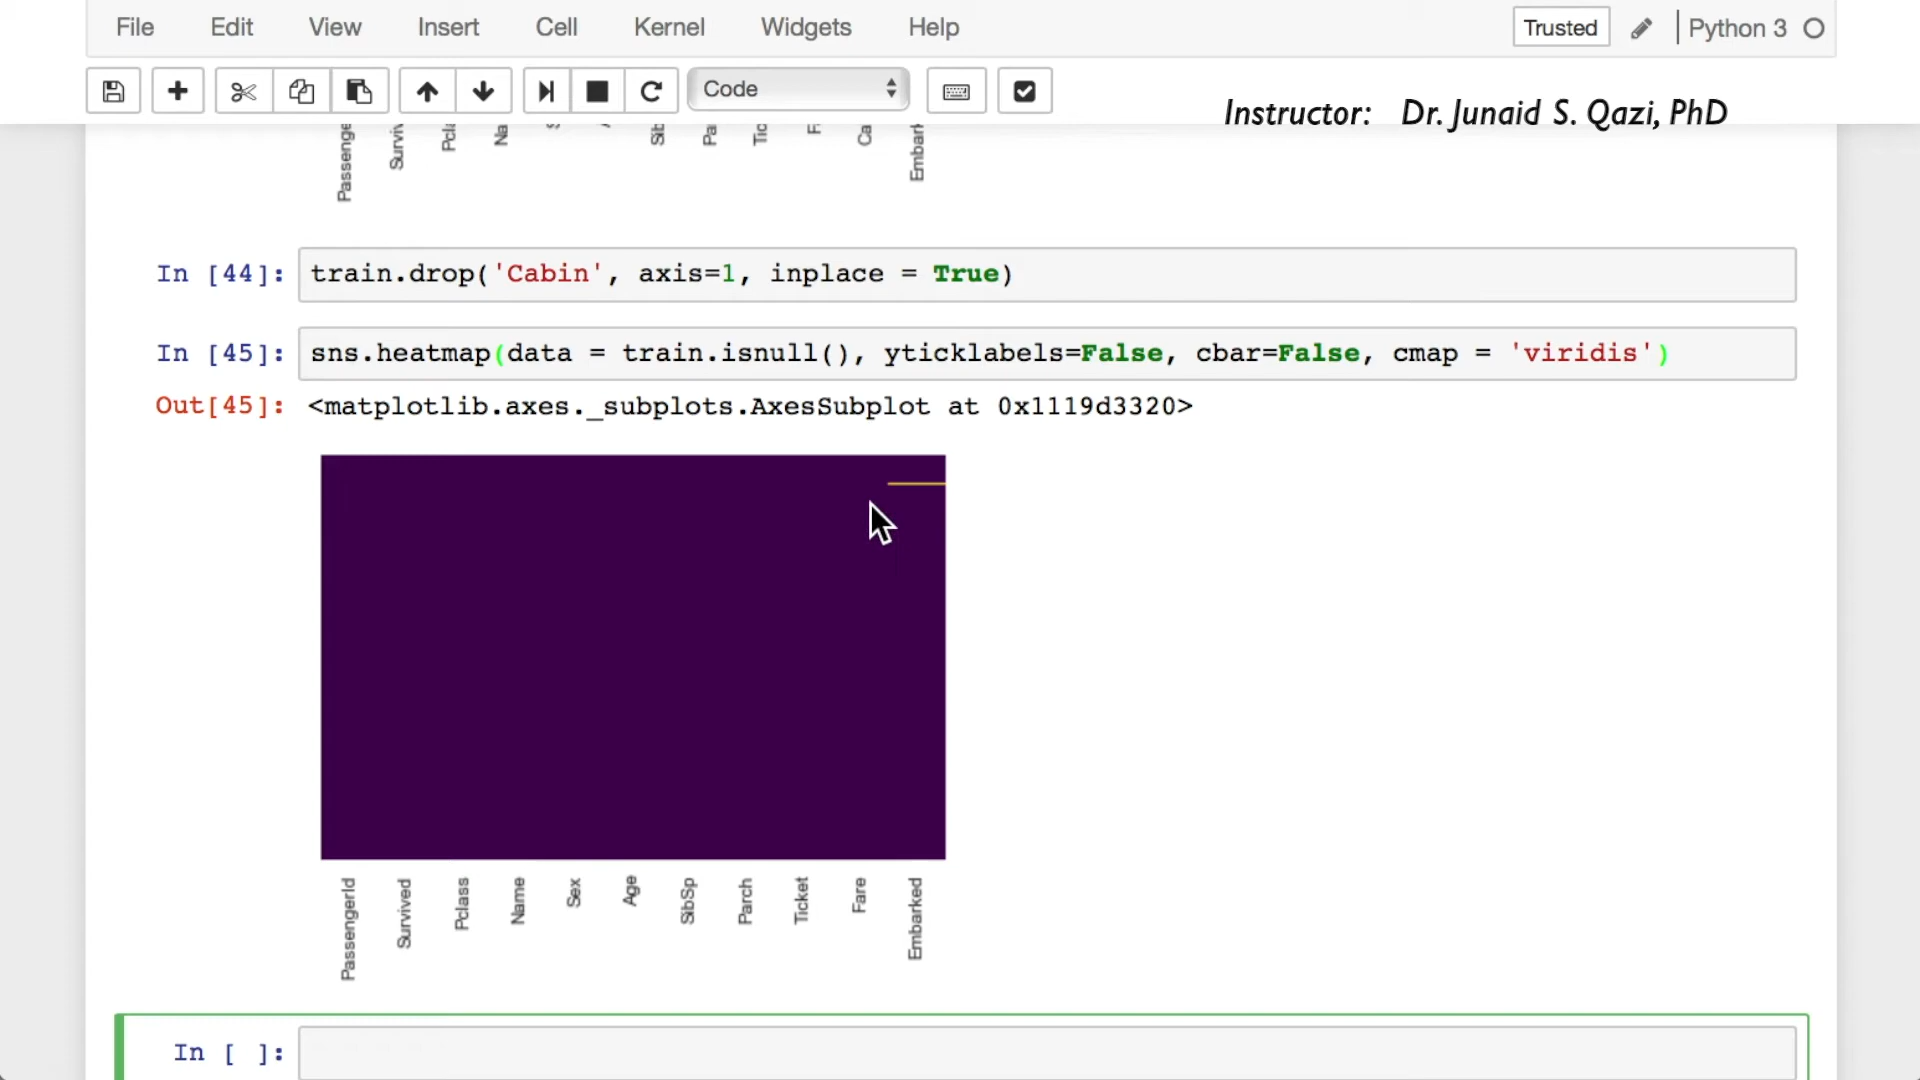 File Edit View Insert Cell Kernel Widgets Help Trusted Python 3
Code
Instructor: Dr. Junaid S. Qazi, PhD
In [44]: train.drop('Cabin', axis=1, inplace = True)
In [45]: sns.heatmap(data = train.isnull(), yticklabels=False, cbar=False, cmap = 'viridis')
Out[45]: <matplotlib.axes._subplots.AxesSubplot at 0x1119d3320>
PassengerId Survived Pclass Name Sex Age SibSp Parch Ticket Fare Embarked
In [ ]: